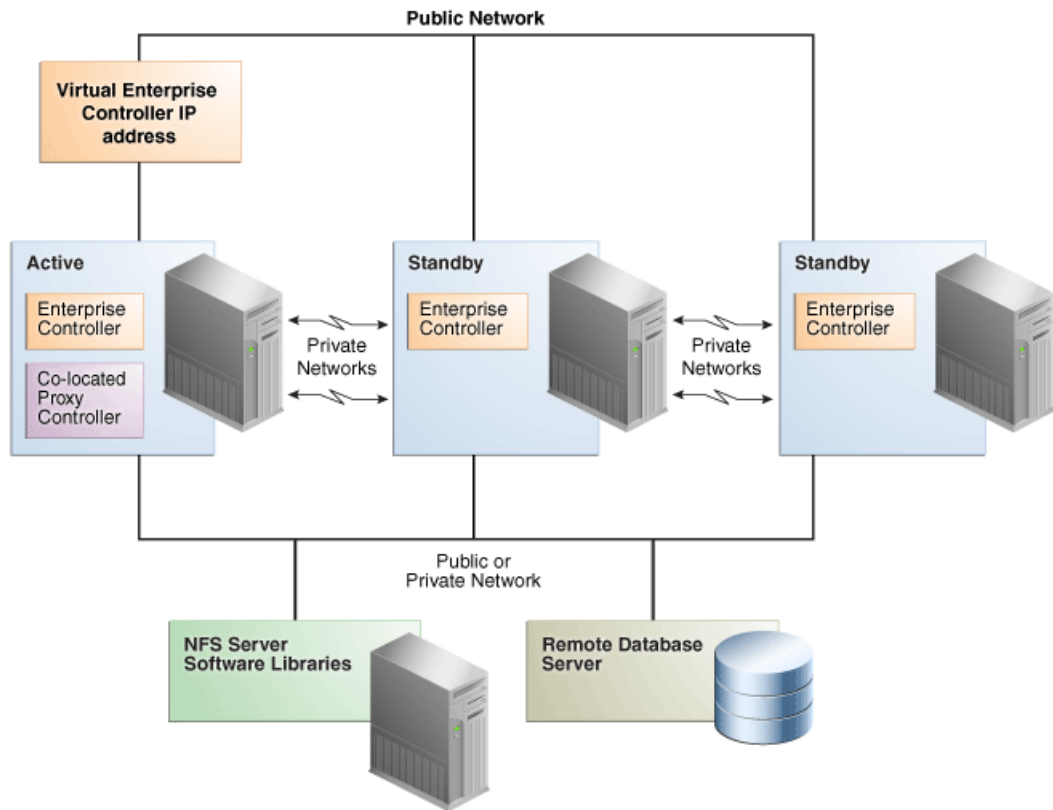 Public Network
Virtual Enterprise
Controller IP
address
Active
Enterprise
Controller
Co-located
Proxy
Controller
Private
Networks
Standby
Enterprise
Controller
Private
Networks
Standby
Enterprise
Controller
Public or
Private Network
NFS Server
Software Libraries
Remote Database
Server